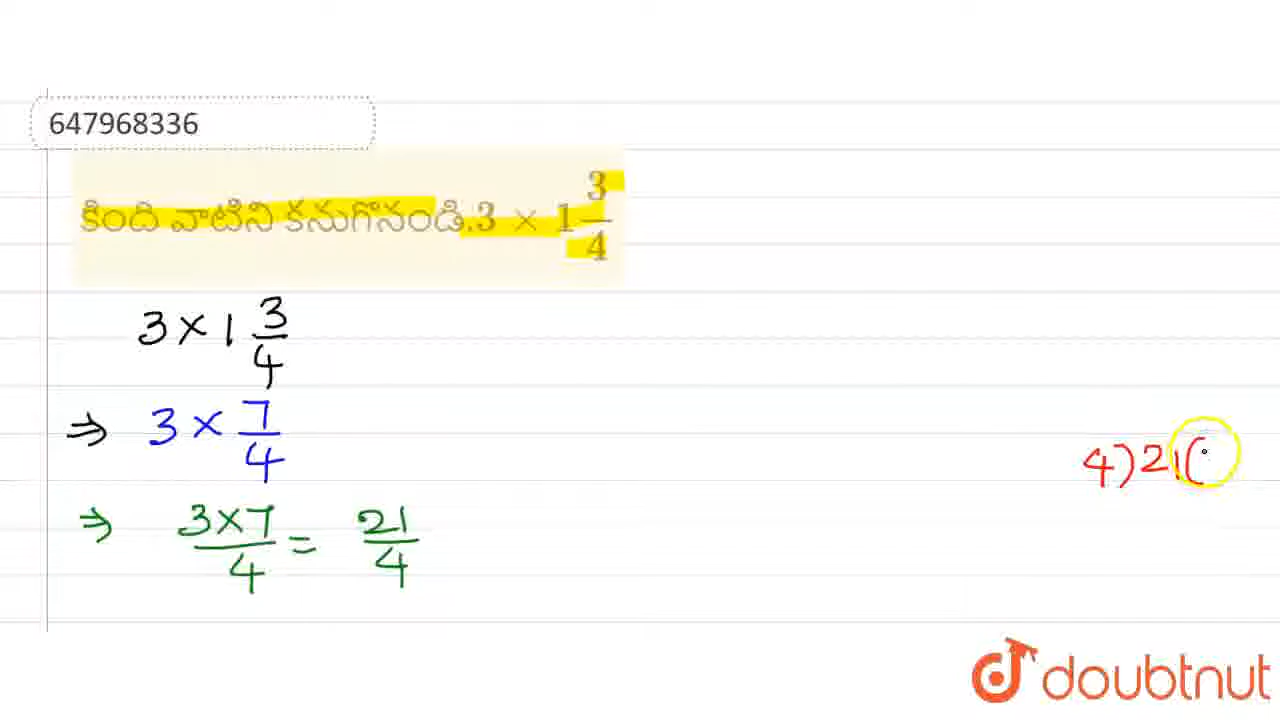 647968336
కింది వాటిని కనుగొనండి.3 × 1 3/4
3 × 1 3/4
⇒ 3 × 7/4
⇒ 3×7/4 = 21/4
4)21(
doubtnut